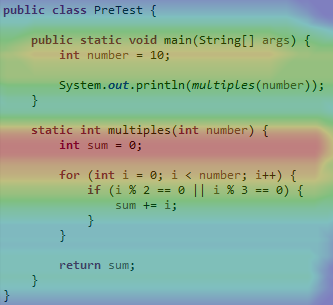 public class PreTest {
public static void main(String[] args) {
int number = 10;
System.out.println(multiples(number));
}
static int multiples(int number) {
int sum = 0;
for (int i = 0; i < number; i++) {
if (i % 2 == 0 || i % 3 == 0) {
sum += i;
}
}
return sum;
}
}